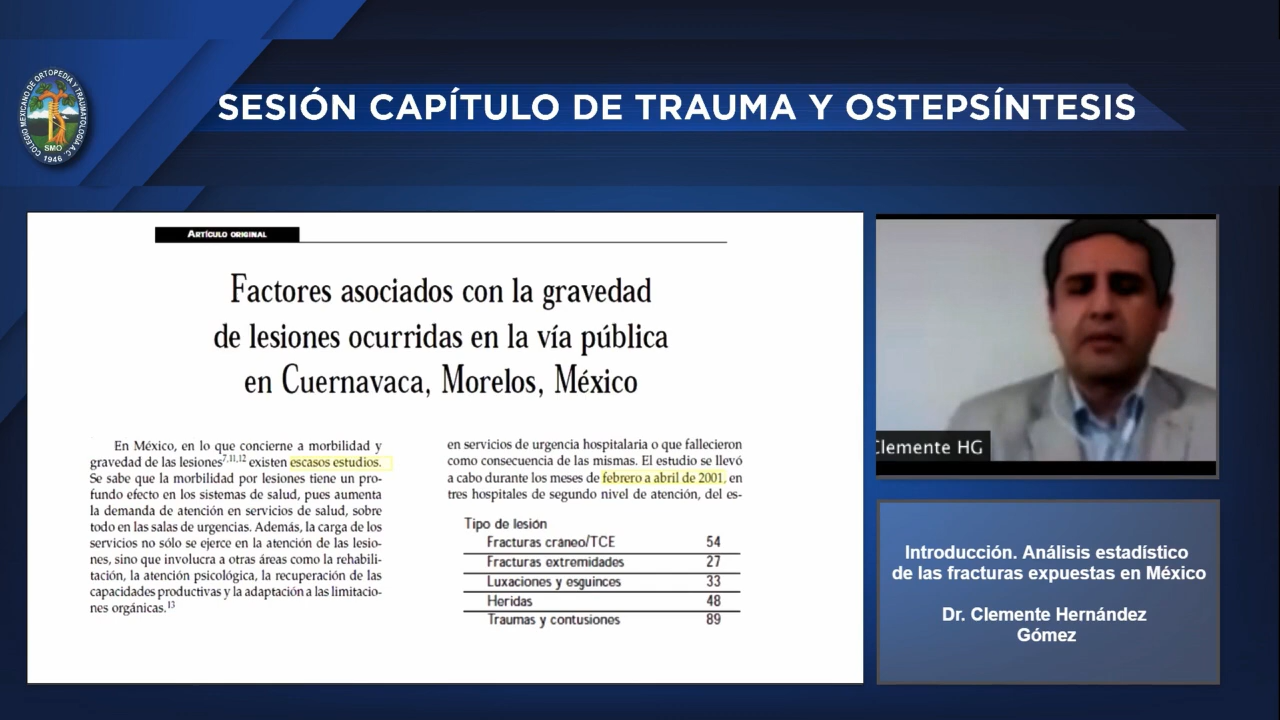 SESIÓN CAPÍTULO DE TRAUMA Y OSTEPSÍNTESIS
COLEGIO MEXICANO DE ORTOPEDIA Y TRAUMATOLOGÍA A.C.
SMO
1946
ARTÍCULO ORIGINAL
Factores asociados con la gravedad
de lesiones ocurridas en la vía pública
en Cuernavaca, Morelos, México
En México, en lo que concierne a morbilidad y
gravedad de las lesiones7,11,12 existen escasos estudios.
Se sabe que la morbilidad por lesiones tiene un pro-
fundo efecto en los sistemas de salud, pues aumenta
la demanda de atención en servicios de salud, sobre
todo en las salas de urgencias. Además, la carga de los
servicios no sólo se ejerce en la atención de las lesio-
nes, sino que involucra a otras áreas como la rehabili-
tación, la atención psicológica, la recuperación de las
capacidades productivas y la adaptación a las limitacio-
nes orgánicas.13
en servicios de urgencia hospitalaria o que fallecieron
como consecuencia de las mismas. El estudio se llevó
a cabo durante los meses de febrero a abril de 2001, en
tres hospitales de segundo nivel de atención, del es-
Tipo de lesión
Fracturas cráneo/TCE 54
Fracturas extremidades 27
Luxaciones y esguinces 33
Heridas 48
Traumas y contusiones 89
Clemente HG
Introducción. Análisis estadístico
de las fracturas expuestas en México
Dr. Clemente Hernández
Gómez